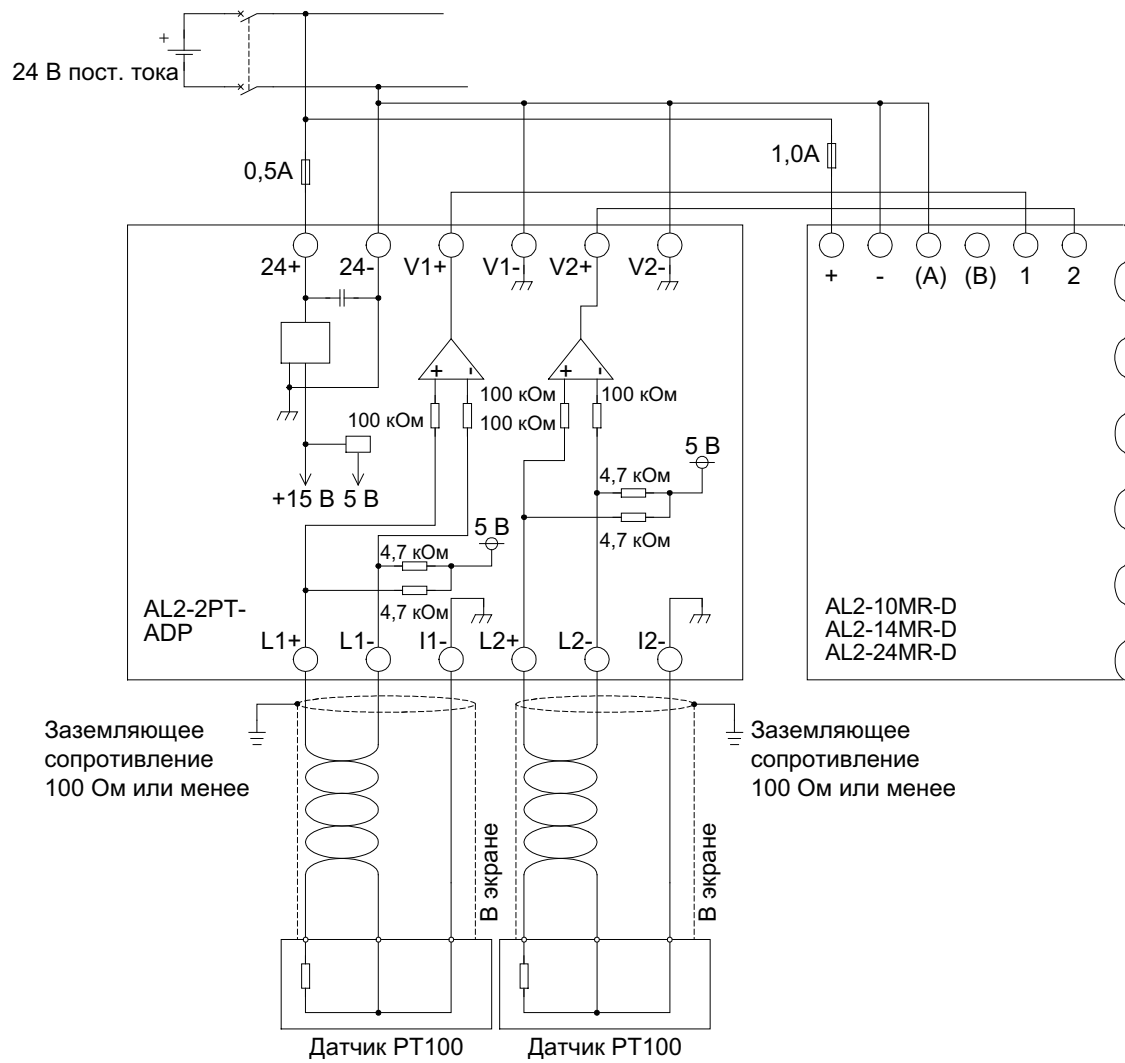 +
24 В пост. тока
0,5А
1,0А
24+ 24- V1+ V1- V2+ V2- + - (A) (B) 1 2
+ - + -
100 кОм 100 кОм
100 кОм 100 кОм
5 В
4,7 кОм
+15 В 5 В
5 В
4,7 кОм
4,7 кОм
4,7 кОм
AL2-2PT-
ADP
AL2-10MR-D
AL2-14MR-D
AL2-24MR-D
L1+ L1- I1- L2+ L2- I2-
Заземляющее
сопротивление
100 Ом или менее
Заземляющее
сопротивление
100 Ом или менее
В экране
В экране
Датчик PT100 Датчик PT100